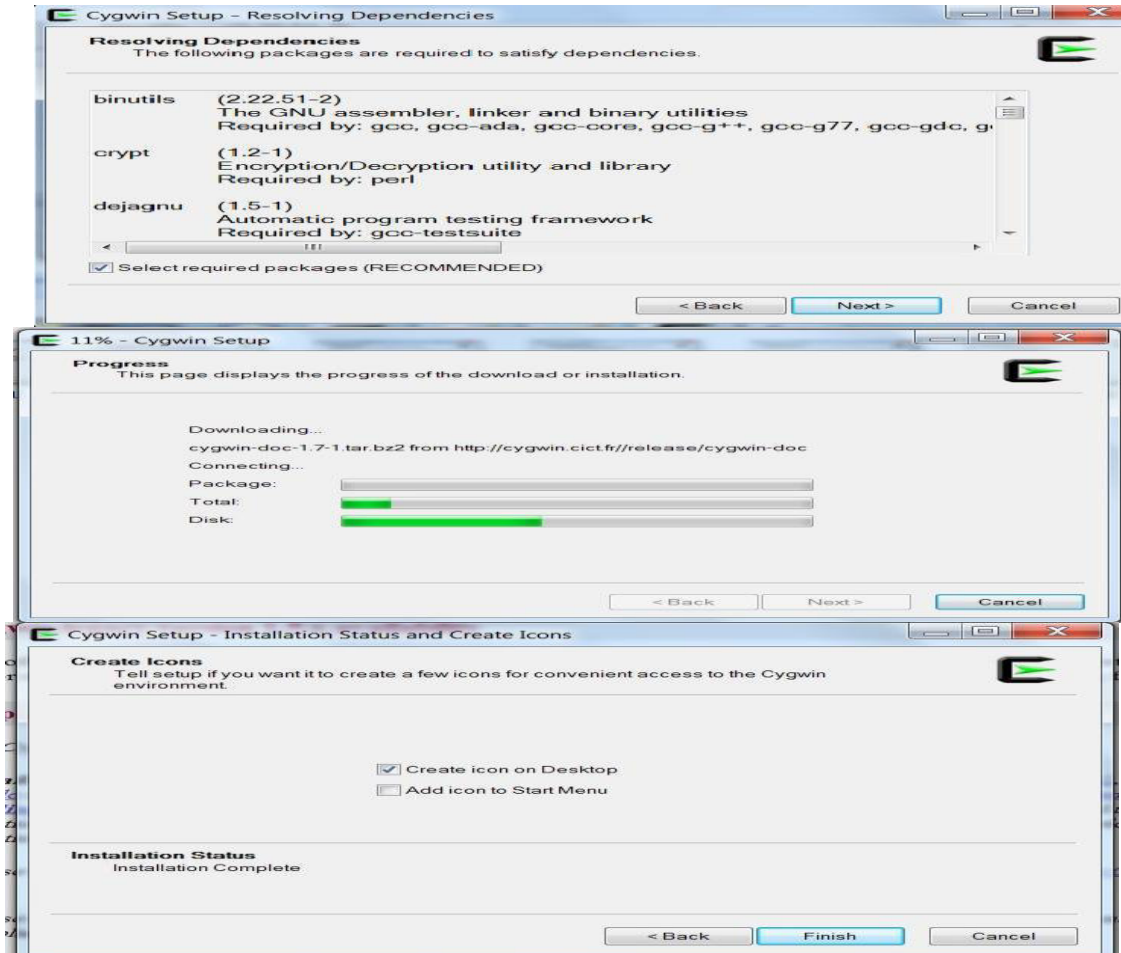 Cygwin Setup - Resolving Dependencies
Resolving Dependencies
The following packages are required to satisfy dependencies.
binutils (2.22.51-2)
The GNU assembler, linker and binary utilities
Required by: gcc, gcc-ada, gcc-core, gcc-g++, gcc-g77, gcc-gdc,
crypt (1.2-1)
Encryption/Decryption utility and library
Required by: perl
dejagnu (1.5-1)
Automatic program testing framework
Required by: gcc-testsuite
Select required packages (RECOMMENDED)
< Back Next > Cancel
11% - Cygwin Setup
Progress
This page displays the progress of the download or installation.
Downloading...
cygwin-doc-1.7-1.tar.bz2 from http://cygwin.cict.fr//release/cygwin-doc
Connecting...
Package:
Total:
Disk:
< Back Next > Cancel
Cygwin Setup - Installation Status and Create Icons
Create Icons
Tell setup if you want it to create a few icons for convenient access to the Cygwin
environment.
Create icon on Desktop
Add icon to Start Menu
Installation Status
Installation Complete
< Back Finish Cancel